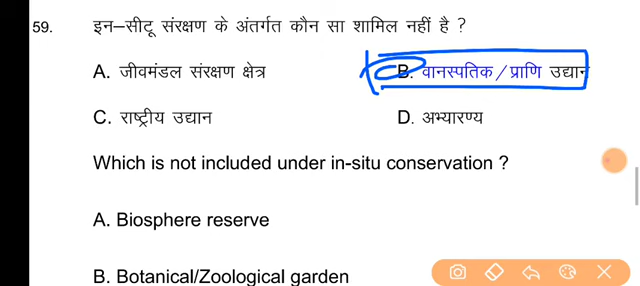 59. इन–सीटू संरक्षण के अंतर्गत कौन सा शामिल नहीं है ?
A. जीवमंडल संरक्षण क्षेत्र B. वानस्पतिक / प्राणि उद्यान
C. राष्ट्रीय उद्यान D. अभ्यारण्य
Which is not included under in-situ conservation ?
A. Biosphere reserve
B. Botanical/Zoological garden